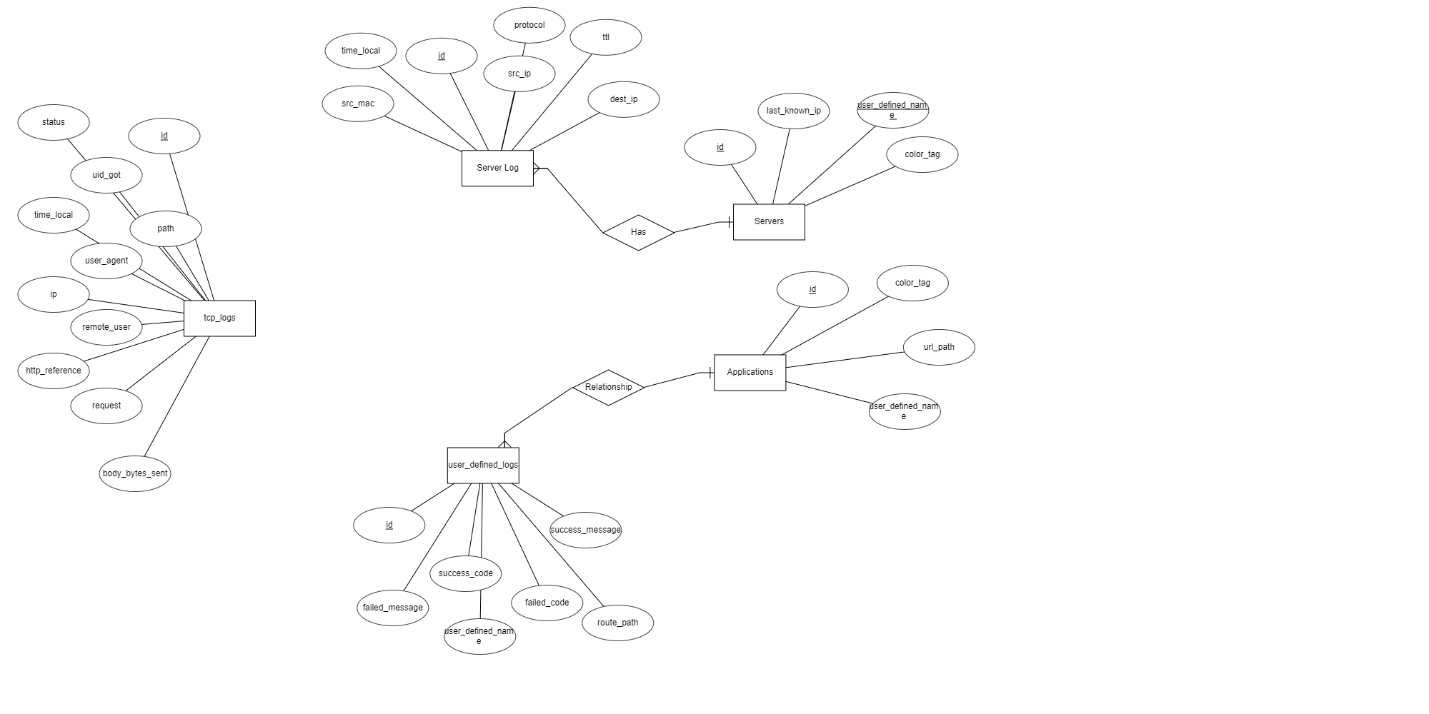 protocol
ttl
time_local
id
src_ip
dest_ip
src_mac
Server Log
last_known_ip
user_defined_nam
e
id
color_tag
Servers
Has
status
id
uid_got
time_local
path
user_agent
ip
remote_user
tcp_logs
http_reference
request
body_bytes_sent
id
color_tag
url_path
Applications
user_defined_nam
e
Relationship
user_defined_logs
id
success_message
success_code
failed_message
failed_code
route_path
user_defined_nam
e